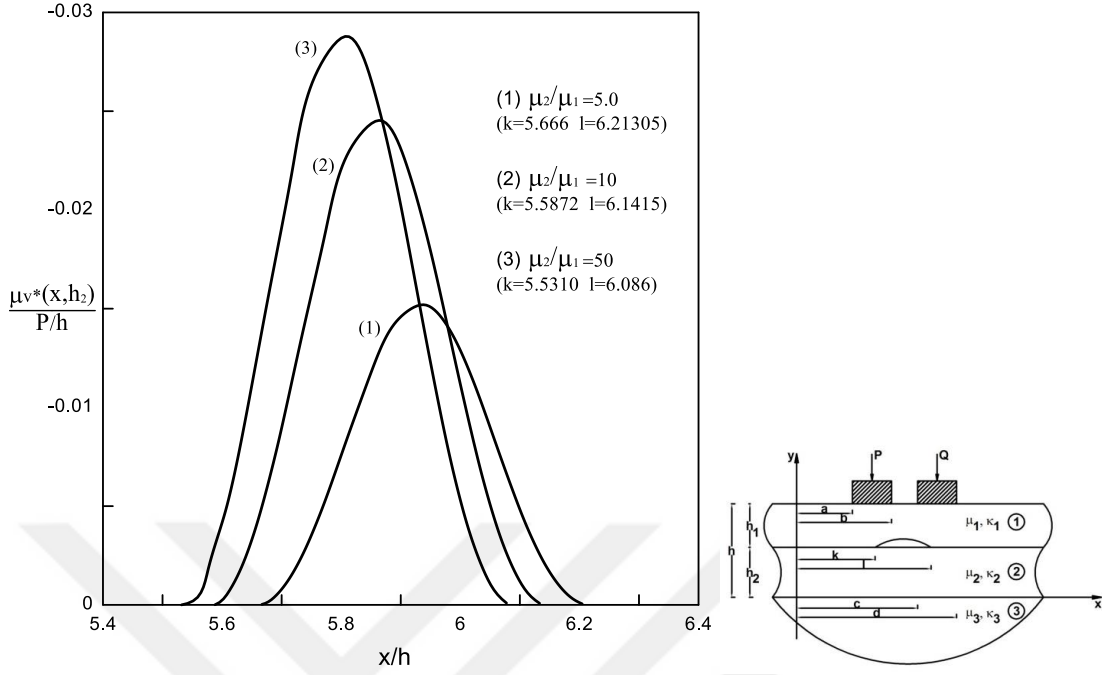 -0.03
-0.02
-0.01
0
μv*(x,h₂)
P/h
5.4
5.6
5.8
6
6.2
6.4
x/h
(3)
(2)
(1)
(1) μ₂/μ₁=5.0
(k=5.666 l=6.21305)
(2) μ₂/μ₁=10
(k=5.5872 l=6.1415)
(3) μ₂/μ₁=50
(k=5.5310 l=6.086)
y
P
Q
a
b
h
h₁
μ₁, κ₁ 1
k
l
h₂
μ₂, κ₂ 2
c
d
μ₃, κ₃ 3
x